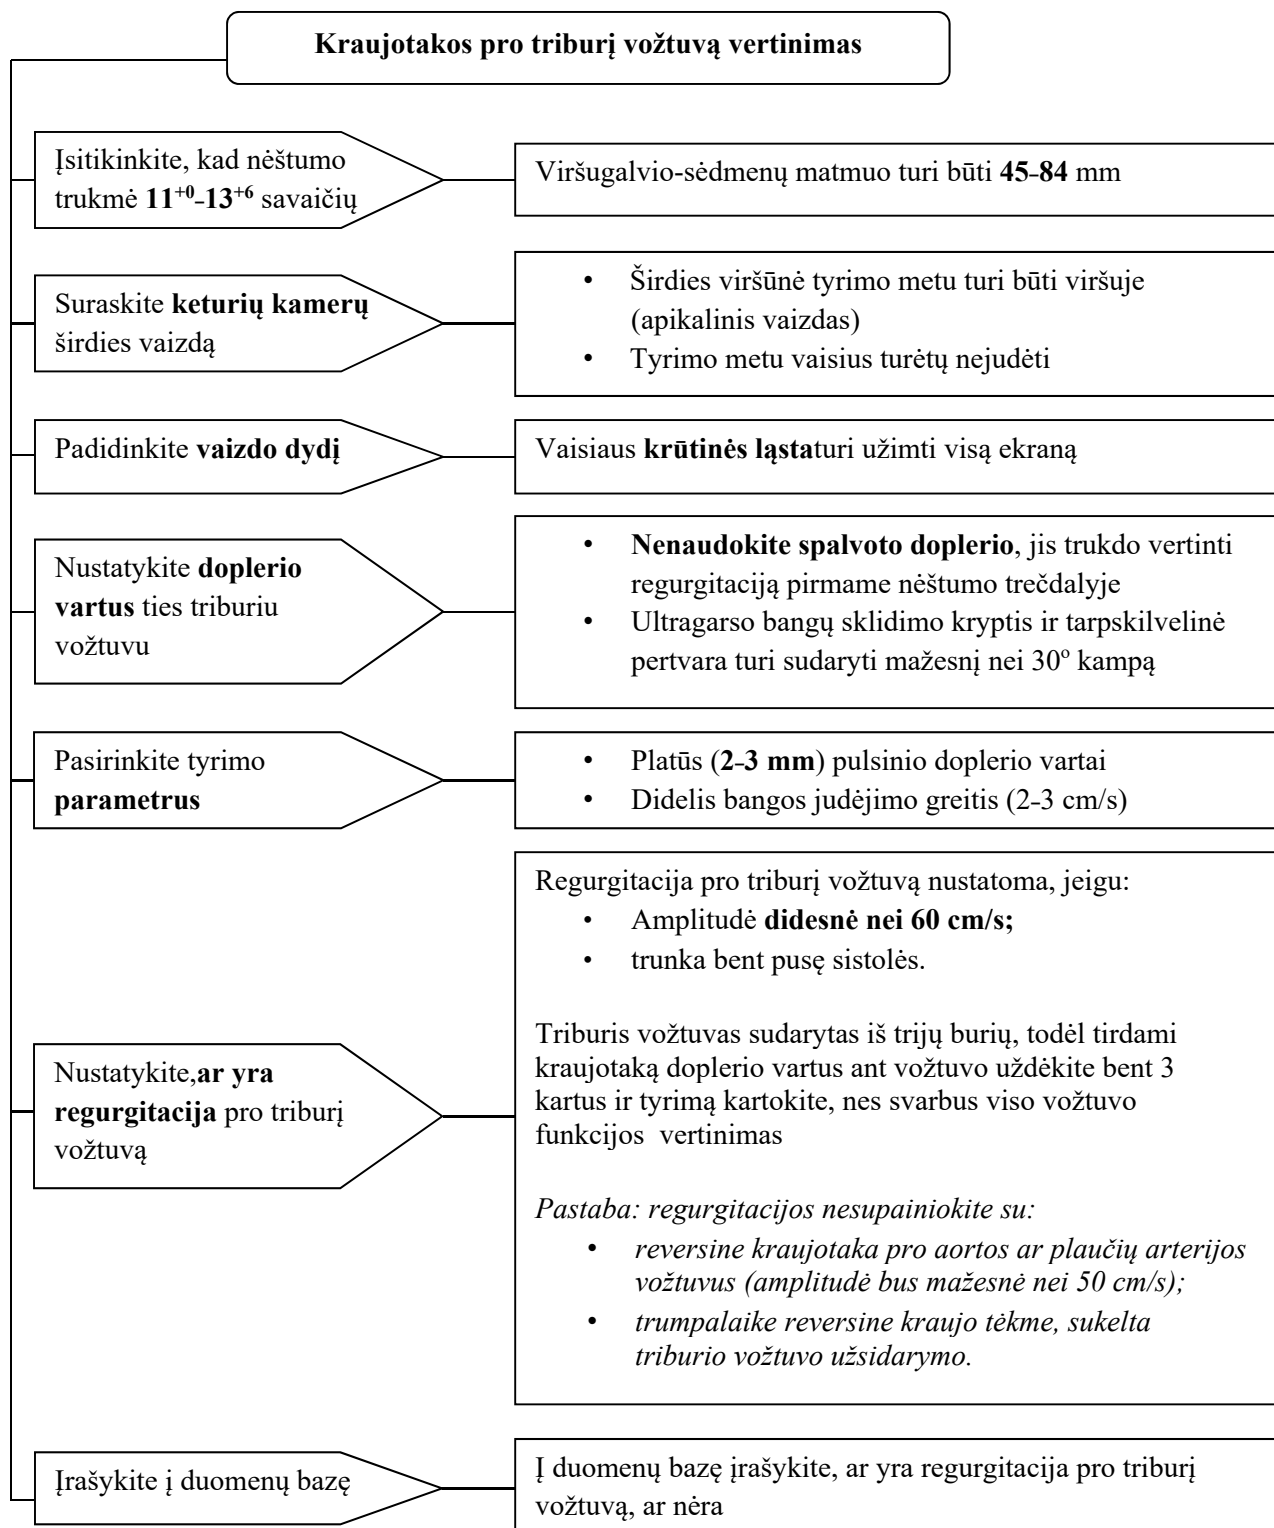 Kraujotakos pro triburį vožtuvą vertinimas
Įsitikinkite, kad nėštumo
trukmė 11⁺⁰-13⁺⁶ savaičių
Viršugalvio-sėdmenų matmuo turi būti 45-84 mm
Suraskite keturių kamerų
širdies vaizdą
• Širdies viršūnė tyrimo metu turi būti viršuje
(apikalinis vaizdas)
• Tyrimo metu vaisius turėtų nejudėti
Padidinkite vaizdo dydį
Vaisiaus krūtinės ląstaturi užimti visą ekraną
Nustatykite doplerio
vartus ties triburiu
vožtuvu
• Nenaudokite spalvoto doplerio, jis trukdo vertinti
regurgitaciją pirmame nėštumo trečdalyje
• Ultragarso bangų sklidimo kryptis ir tarpskilvelinė
pertvara turi sudaryti mažesnį nei 30º kampą
Pasirinkite tyrimo
parametrus
• Platūs (2-3 mm) pulsinio doplerio vartai
• Didelis bangos judėjimo greitis (2-3 cm/s)
Nustatykite,ar yra
regurgitacija pro triburį
vožtuvą
Regurgitacija pro triburį vožtuvą nustatoma, jeigu:
• Amplitudė didesnė nei 60 cm/s;
• trunka bent pusę sistolės.
Triburis vožtuvas sudarytas iš trijų burių, todėl tirdami
kraujotaką doplerio vartus ant vožtuvo uždėkite bent 3
kartus ir tyrimą kartokite, nes svarbus viso vožtuvo
funkcijos vertinimas
Pastaba: regurgitacijos nesupainiokite su:
• reversine kraujotaka pro aortos ar plaučių arterijos
vožtuvus (amplitudė bus mažesnė nei 50 cm/s);
• trumpalaike reversine kraujo tėkme, sukelta
triburio vožtuvo užsidarymo.
Įrašykite į duomenų bazę
Į duomenų bazę įrašykite, ar yra regurgitacija pro triburį
vožtuvą, ar nėra